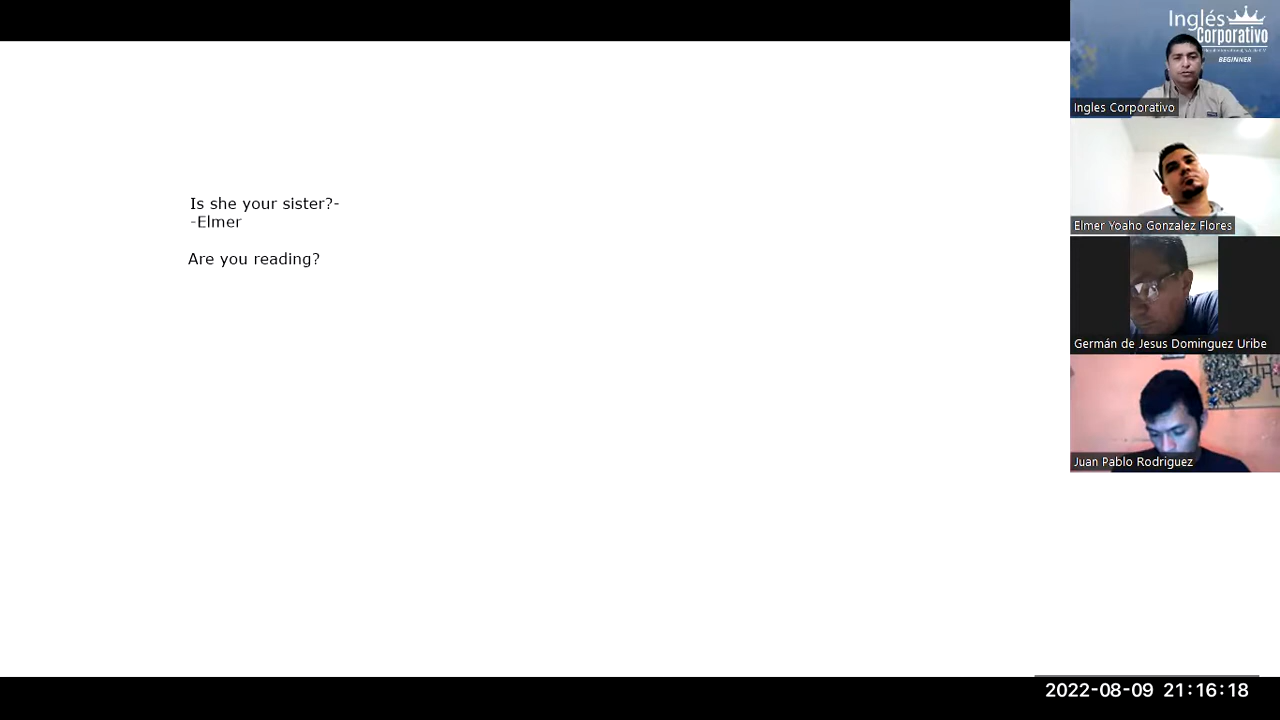 Inglés
Corporativo
BEGINNER
Ingles Corporativo
Is she your sister?-
-Elmer
Elmer Yoaho Gonzalez Flores
Are you reading?
Germán de Jesus Dominguez Uribe
Juan Pablo Rodriguez
2022-08-09 21:16:18